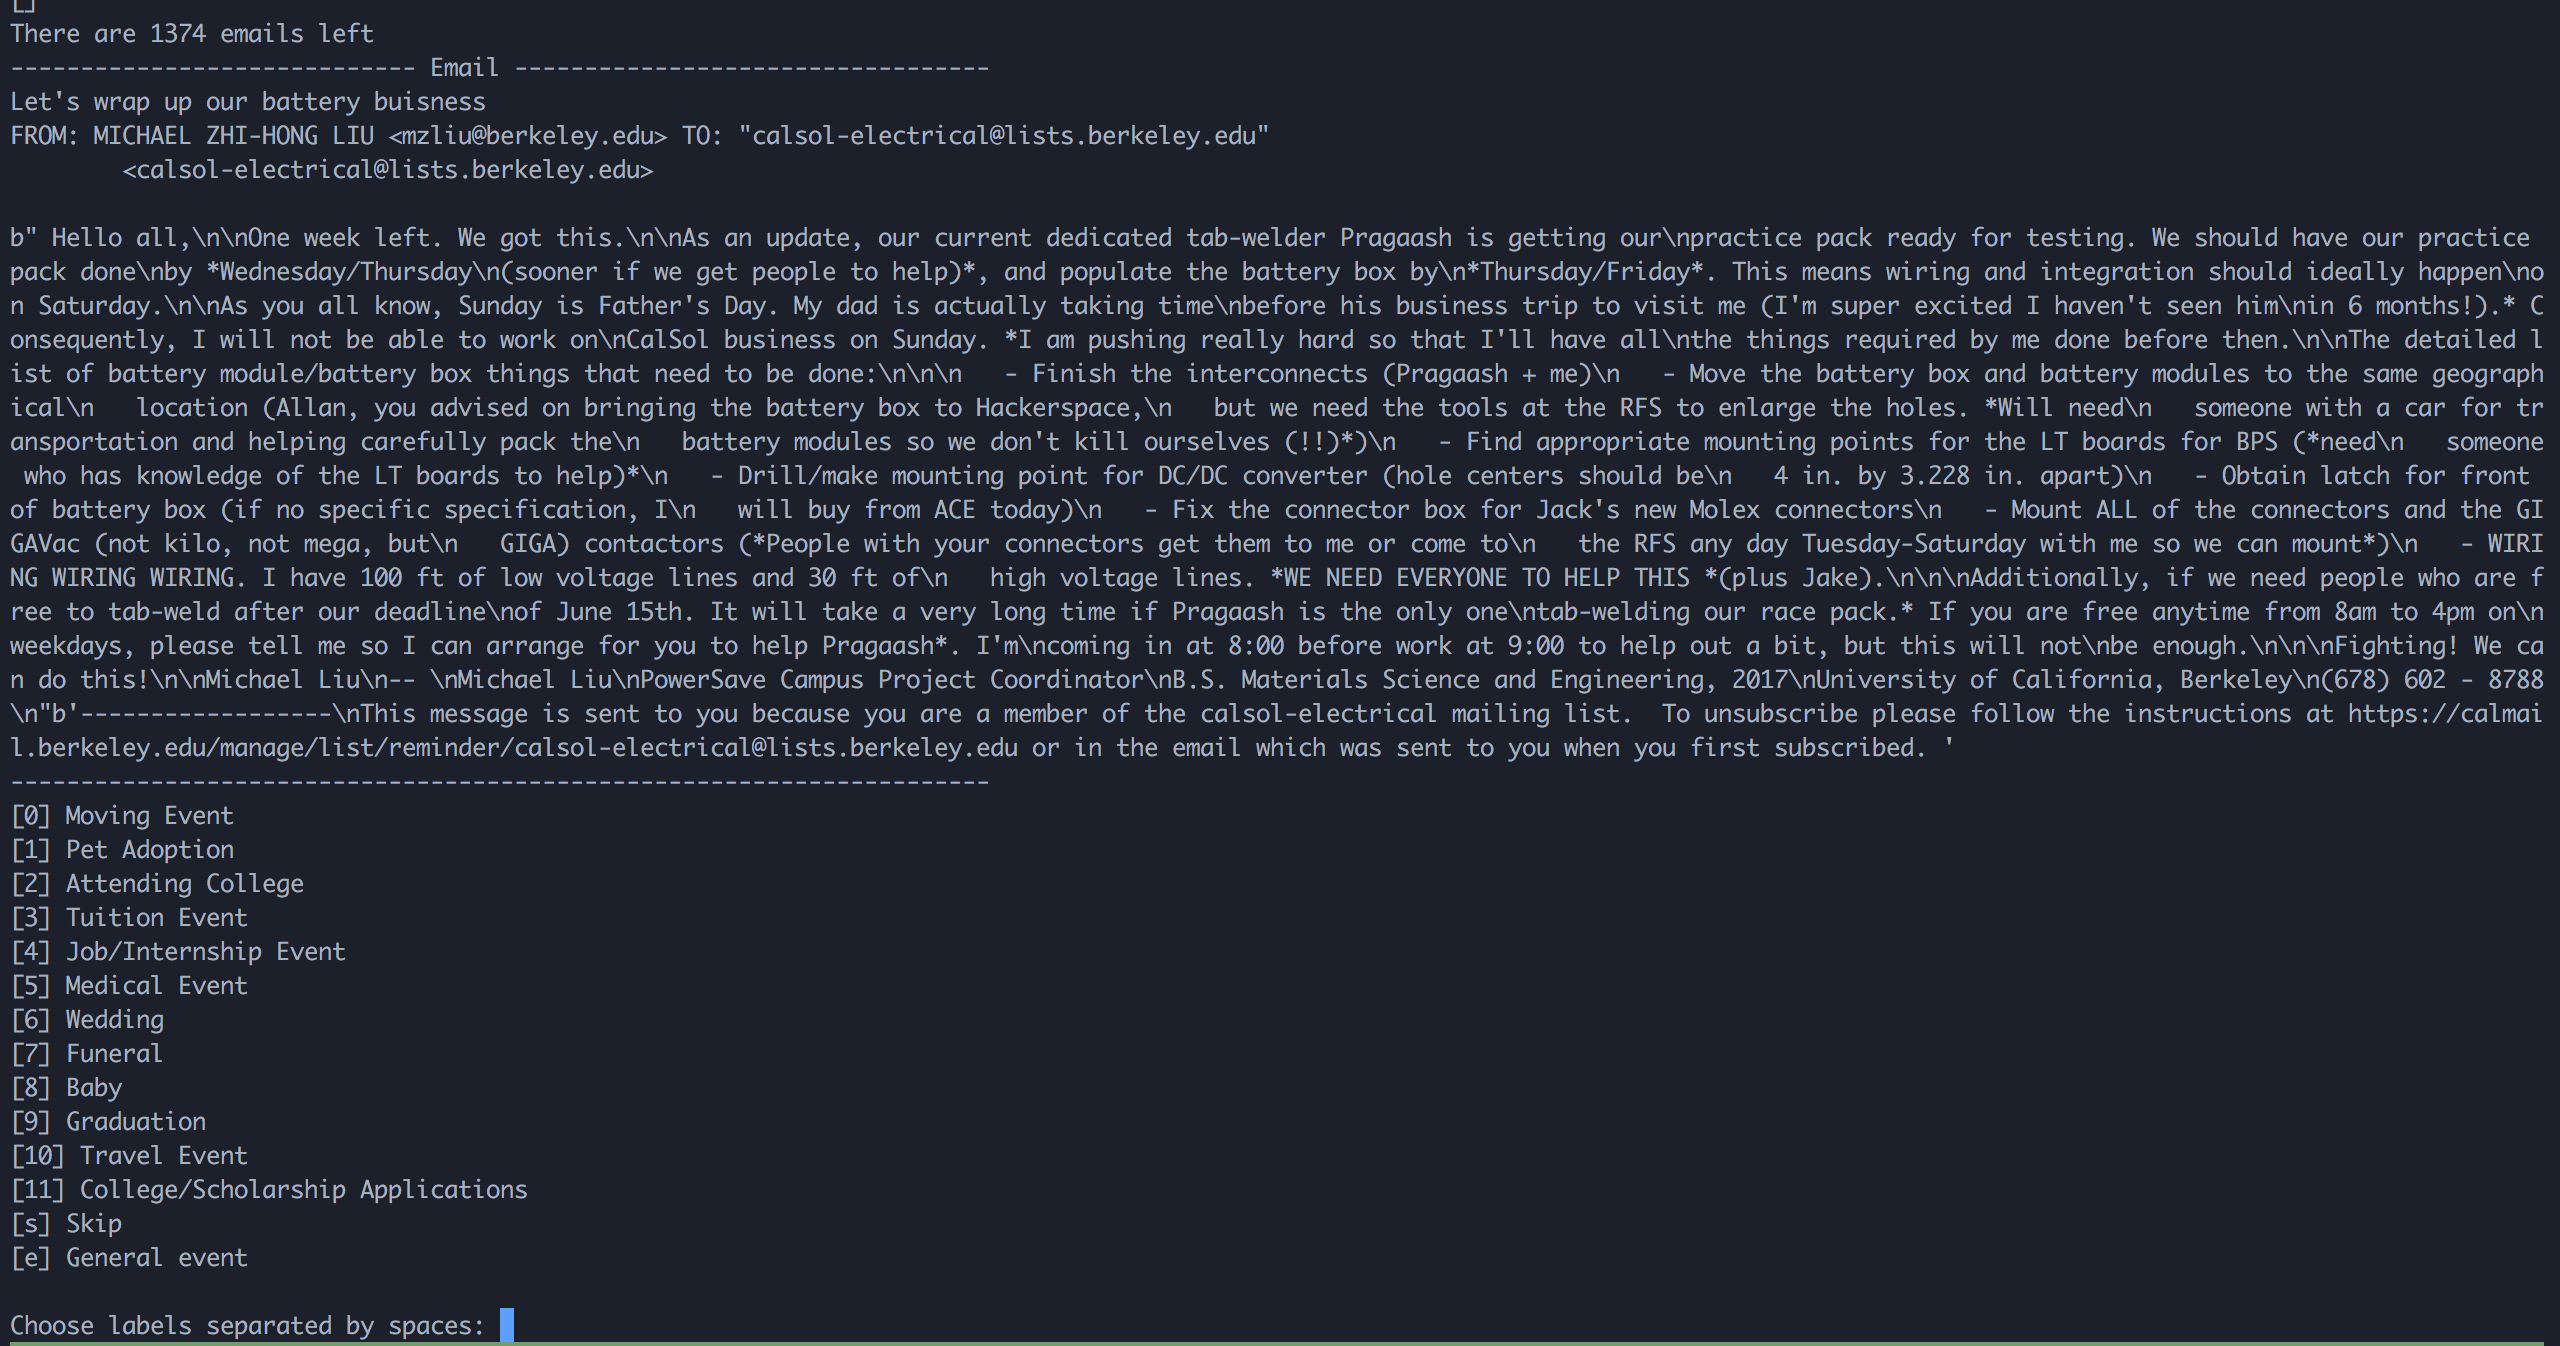 []
There are 1374 emails left
----------------------------- Email ----------------------------------
Let's wrap up our battery buisness
FROM: MICHAEL ZHI-HONG LIU <mzliu@berkeley.edu> TO: "calsol-electrical@lists.berkeley.edu"
        <calsol-electrical@lists.berkeley.edu>

b" Hello all,\n\nOne week left. We got this.\n\nAs an update, our current dedicated tab-welder Pragaash is getting our\npractice pack ready for testing. We should have our practice
pack done\nby *Wednesday/Thursday\n(sooner if we get people to help)*, and populate the battery box by\n*Thursday/Friday*. This means wiring and integration should ideally happen\no
n Saturday.\n\nAs you all know, Sunday is Father's Day. My dad is actually taking time\nbefore his business trip to visit me (I'm super excited I haven't seen him\nin 6 months!).* C
onsequently, I will not be able to work on\nCalSol business on Sunday. *I am pushing really hard so that I'll have all\nthe things required by me done before then.\n\nThe detailed l
ist of battery module/battery box things that need to be done:\n\n\n   - Finish the interconnects (Pragaash + me)\n   - Move the battery box and battery modules to the same geograph
ical\n   location (Allan, you advised on bringing the battery box to Hackerspace,\n   but we need the tools at the RFS to enlarge the holes. *Will need\n   someone with a car for tr
ansportation and helping carefully pack the\n   battery modules so we don't kill ourselves (!!)*)\n   - Find appropriate mounting points for the LT boards for BPS (*need\n   someone
 who has knowledge of the LT boards to help)*\n   - Drill/make mounting point for DC/DC converter (hole centers should be\n   4 in. by 3.228 in. apart)\n   - Obtain latch for front
of battery box (if no specific specification, I\n   will buy from ACE today)\n   - Fix the connector box for Jack's new Molex connectors\n   - Mount ALL of the connectors and the GI
GAVac (not kilo, not mega, but\n   GIGA) contactors (*People with your connectors get them to me or come to\n   the RFS any day Tuesday-Saturday with me so we can mount*)\n   - WIRI
NG WIRING WIRING. I have 100 ft of low voltage lines and 30 ft of\n   high voltage lines. *WE NEED EVERYONE TO HELP THIS *(plus Jake).\n\n\nAdditionally, if we need people who are f
ree to tab-weld after our deadline\nof June 15th. It will take a very long time if Pragaash is the only one\ntab-welding our race pack.* If you are free anytime from 8am to 4pm on\n
weekdays, please tell me so I can arrange for you to help Pragaash*. I'm\ncoming in at 8:00 before work at 9:00 to help out a bit, but this will not\nbe enough.\n\n\nFighting! We ca
n do this!\n\nMichael Liu\n-- \nMichael Liu\nPowerSave Campus Project Coordinator\nB.S. Materials Science and Engineering, 2017\nUniversity of California, Berkeley\n(678) 602 - 8788
\n"b'------------------\nThis message is sent to you because you are a member of the calsol-electrical mailing list.  To unsubscribe please follow the instructions at https://calmai
l.berkeley.edu/manage/list/reminder/calsol-electrical@lists.berkeley.edu or in the email which was sent to you when you first subscribed. '
----------------------------------------------------------------------
[0] Moving Event
[1] Pet Adoption
[2] Attending College
[3] Tuition Event
[4] Job/Internship Event
[5] Medical Event
[6] Wedding
[7] Funeral
[8] Baby
[9] Graduation
[10] Travel Event
[11] College/Scholarship Applications
[s] Skip
[e] General event

Choose labels separated by spaces: